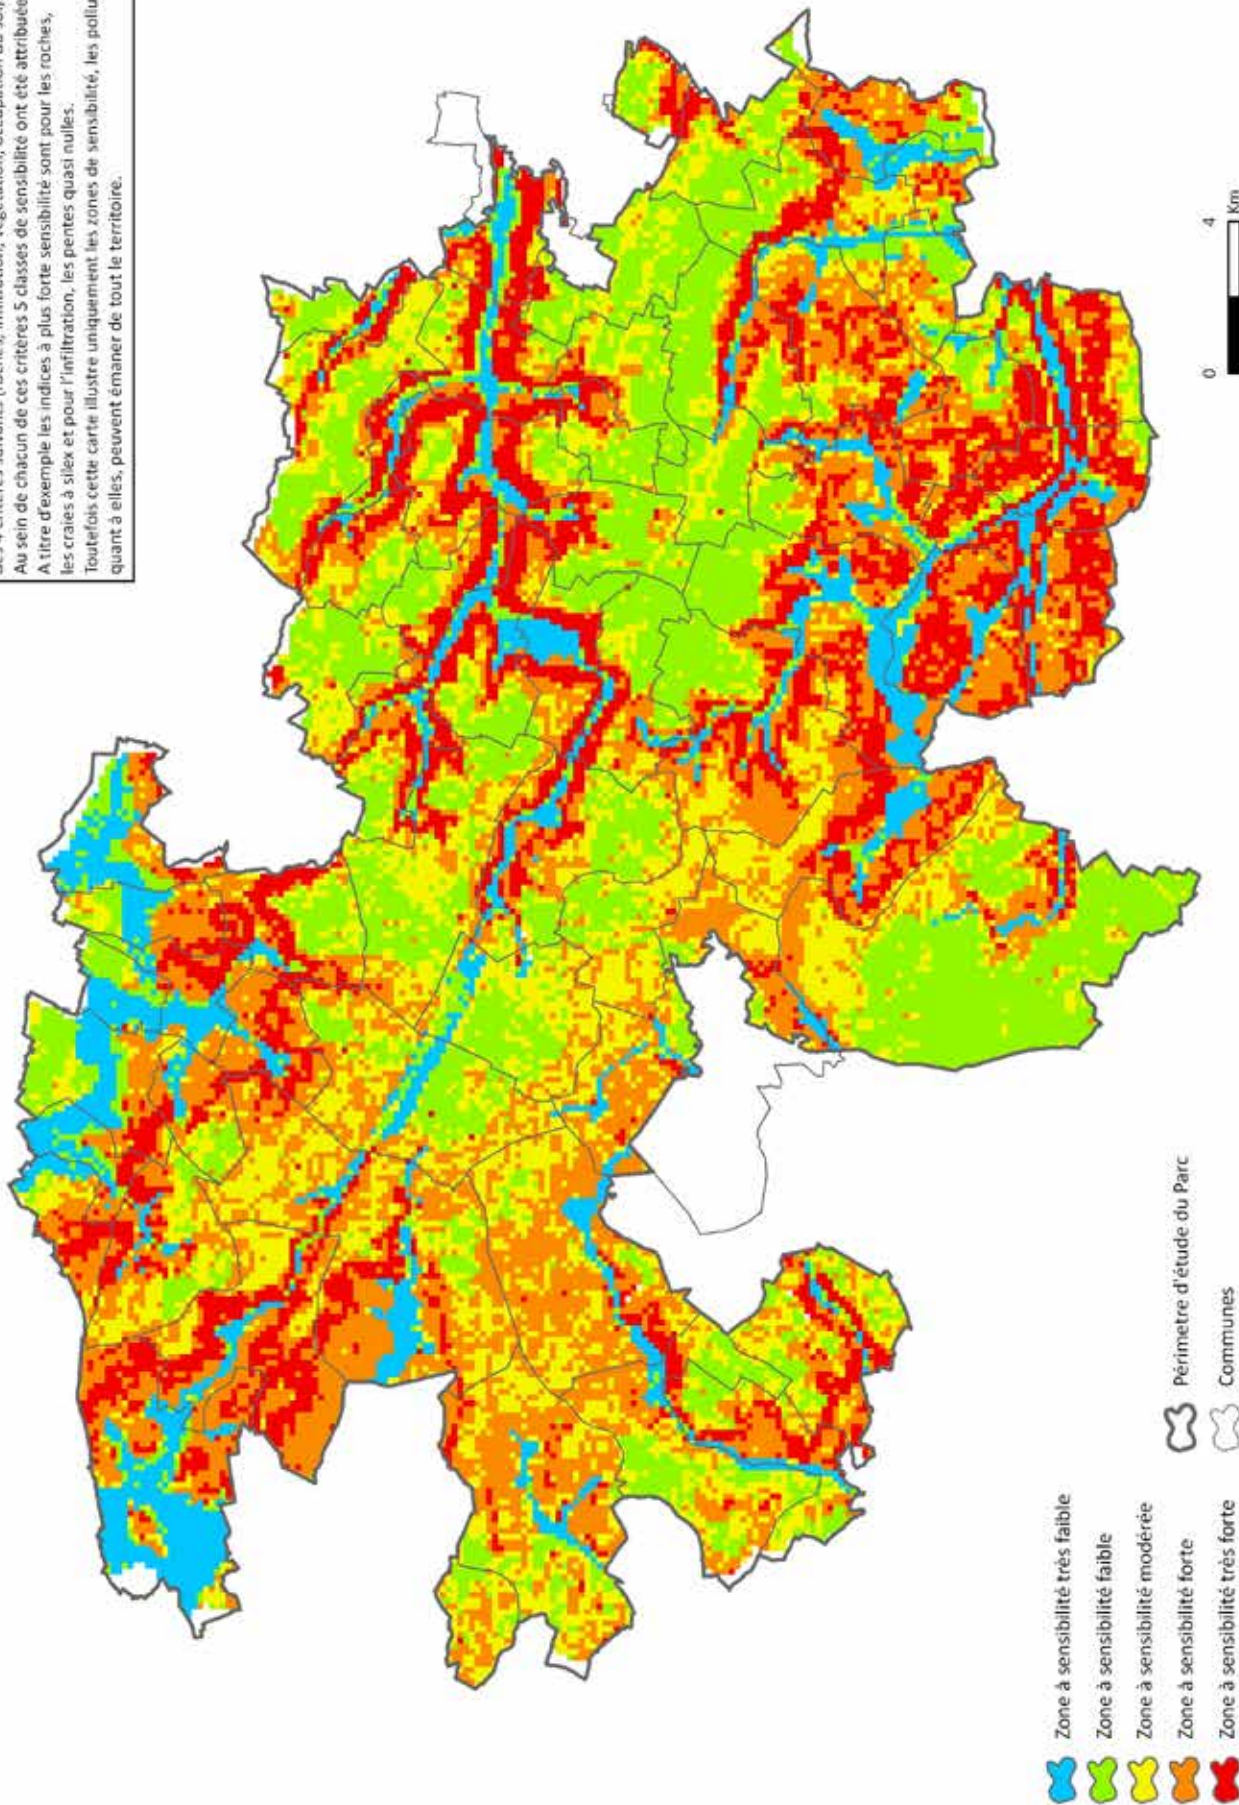 Au sein de chacun de ces critères 5 classes de sensibilité ont été
A titre d'exemple les indices à plus forte sensibilité sont pour les roches,
les craies à silex et pour l'infiltration, les pentes quasi nulles.
Toutefois cette carte illustre uniquement les zones de sensibilité, les
quant à elles, peuvent émaner de tout le territoire.
Zone à sensibilité très faible
Zone à sensibilité faible
Zone à sensibilité modérée
Zone à sensibilité forte
Zone à sensibilité très forte
Périmetre d'étude du Parc
Communes
0 4
Km